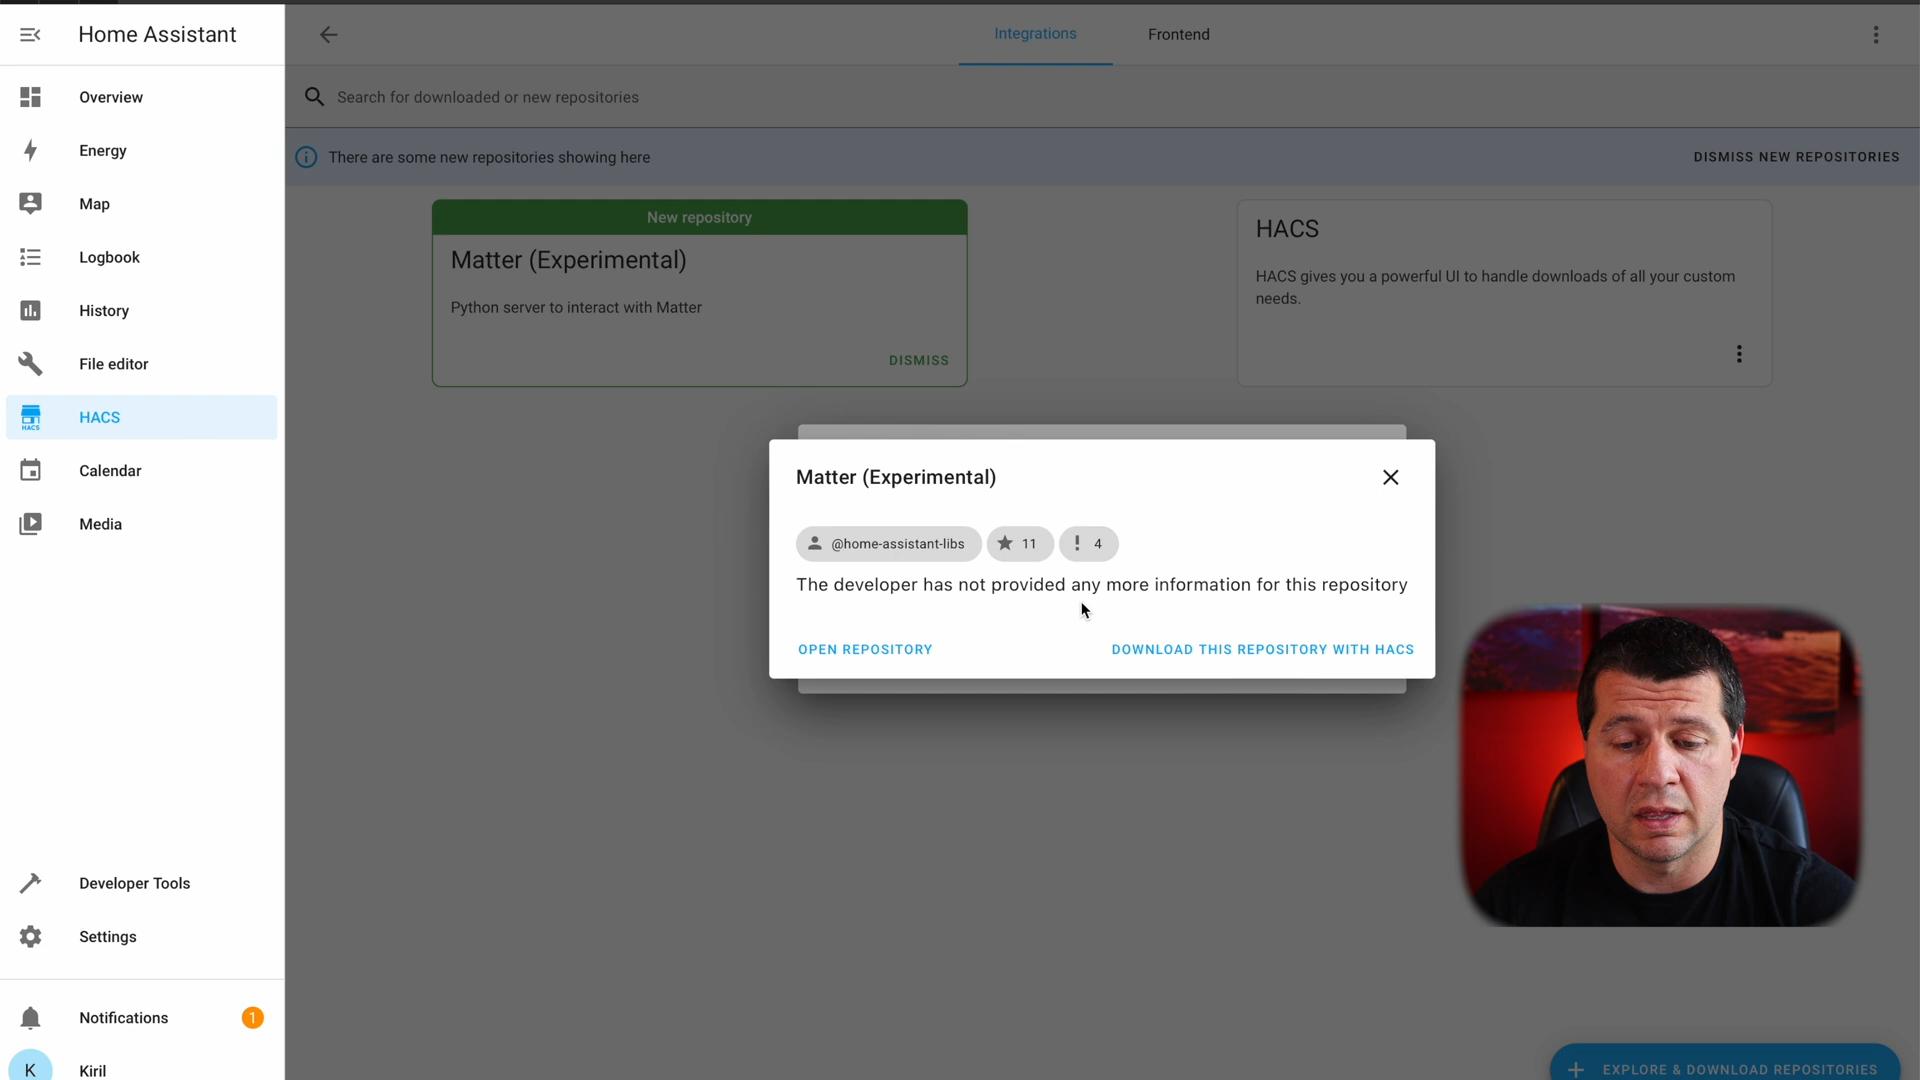 Home Assistant
Integrations
Frontend
Overview
Search for downloaded or new repositories
Energy
There are some new repositories showing here
DISMISS NEW REPOSITORIES
Map
New repository
HACS
Logbook
Matter (Experimental)
HACS gives you a powerful UI to handle downloads of all your custom
needs.
History
Python server to interact with Matter
File editor
DISMISS
HACS
HACS
Calendar
Matter (Experimental)
Media
@home-assistant-libs
11
4
The developer has not provided any more information for this repository
OPEN REPOSITORY
DOWNLOAD THIS REPOSITORY WITH HACS
Developer Tools
Settings
Notifications
1
K
Kiril
EXPLORE & DOWNLOAD REPOSITORIES